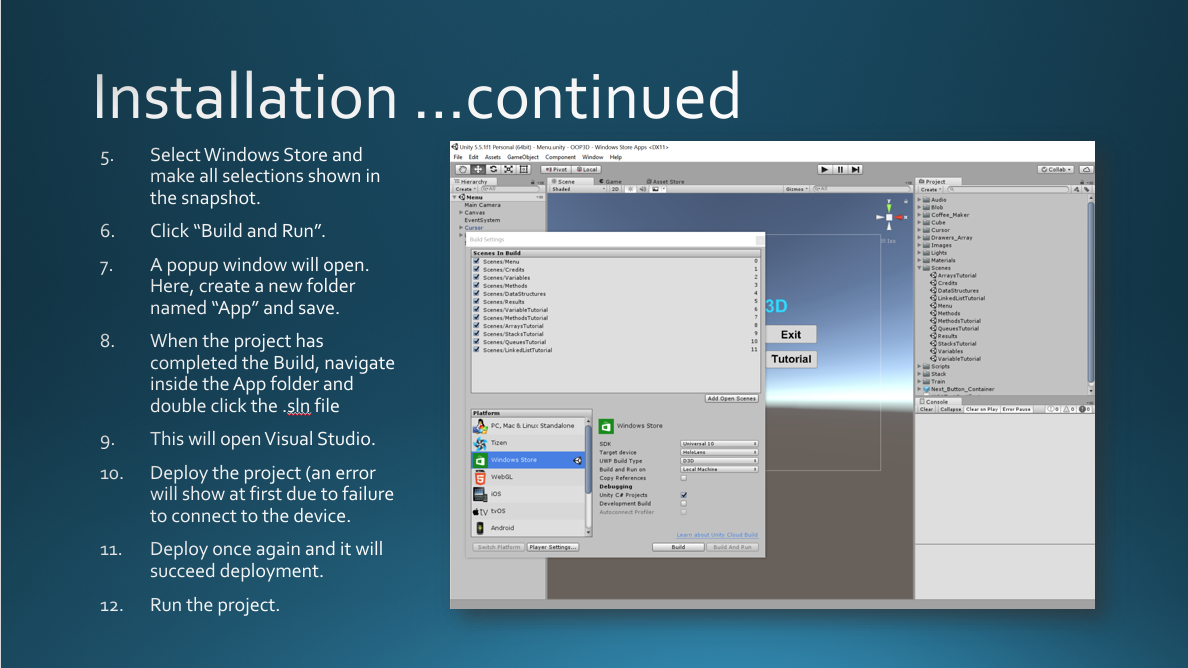 Installation ...continued
5. Select Windows Store and
make all selections shown in
the snapshot.
6. Click “Build and Run”.
7. A popup window will open.
Here, create a new folder
named “App” and save.
8. When the project has
completed the Build, navigate
inside the App folder and
double click the .sln file
9. This will open Visual Studio.
10. Deploy the project (an error
will show at first due to failure
to connect to the device.
11. Deploy once again and it will
succeed deployment.
12. Run the project.
Unity 5.5.1f1 Personal (64bit) - Menu.unity - OOP3D - Windows Store Apps <DX11>
File Edit Assets GameObject Component Window Help
Pivot Local Collab
Hierarchy
Create
Menu
Main Camera
Canvas
EventSystem
Cursor
Scene Game Asset Store
Shaded 2D Gizmos
y
Iso
3D
Exit
Tutorial
Build Settings
Scenes In Build
Scenes/Menu 0
Scenes/Credits 1
Scenes/Variables 2
Scenes/Methods 3
Scenes/DataStructures 4
Scenes/Results 5
Scenes/VariableTutorial 6
Scenes/MethodsTutorial 7
Scenes/ArraysTutorial 8
Scenes/StacksTutorial 9
Scenes/QueuesTutorial 10
Scenes/LinkedListTutorial 11
Add Open Scenes
Platform
PC, Mac & Linux Standalone
Tizen
Windows Store
WebGL
iOS
tvOS
Android
Windows Store
SDK Universal 10
Target device HoloLens
UWP Build Type D3D
Build and Run on Local Machine
Copy References
Debugging
Unity C# Projects
Development Build
Autoconnect Profiler
Learn about Unity Cloud Build
Switch Platform Player Settings... Build Build And Run
Project
Create
Audio
Blob
Coffee_Maker
Cube
Cursor
Drawers_Array
Images
Lights
Materials
Scenes
ArraysTutorial
Credits
DataStructures
LinkedListTutorial
Menu
Methods
MethodsTutorial
QueuesTutorial
Results
StacksTutorial
Variables
VariableTutorial
Scripts
Stack
Train
Next_Button_Container
Console
Clear Collapse Clear on Play Error Pause 0 0 0